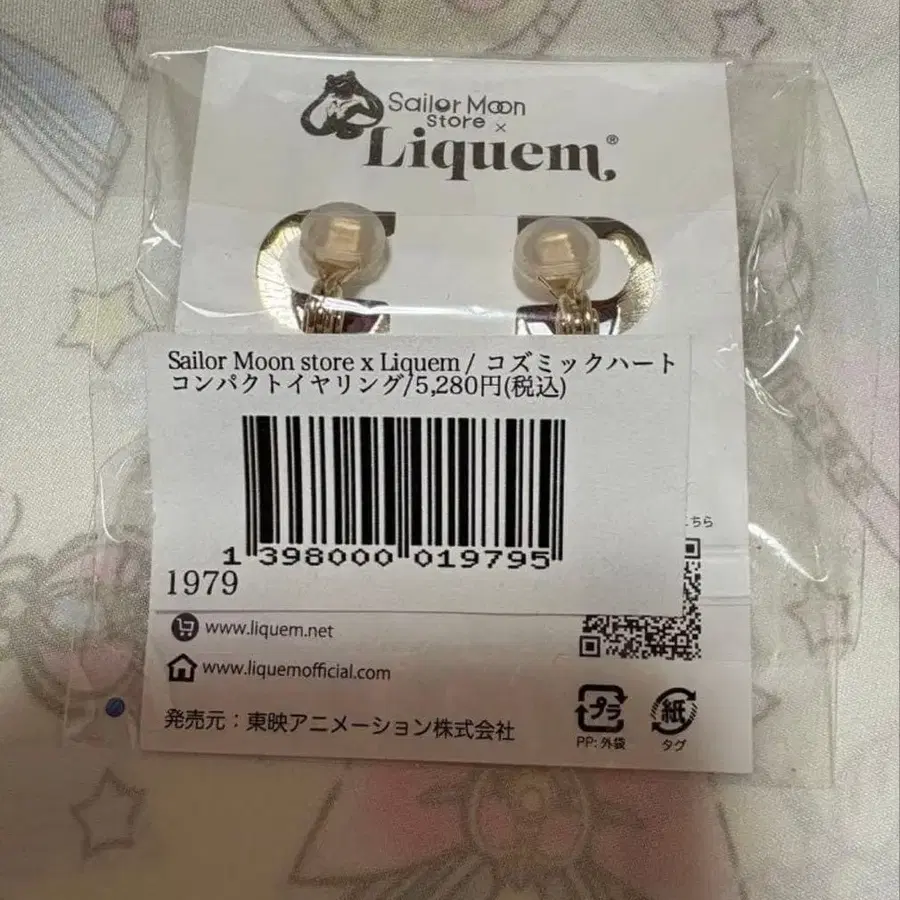 Sailor Moon
Store ×
Liquem®
Sailor Moon store x Liquem / コズミックハート
コンパクトイヤリング/5,280円(税込)
1 398000 019795
1979
こちら
www.liquem.net
www.liquemofficial.com
発売元：東映アニメーション株式会社
プラ
紙
PP: 外袋
タグ